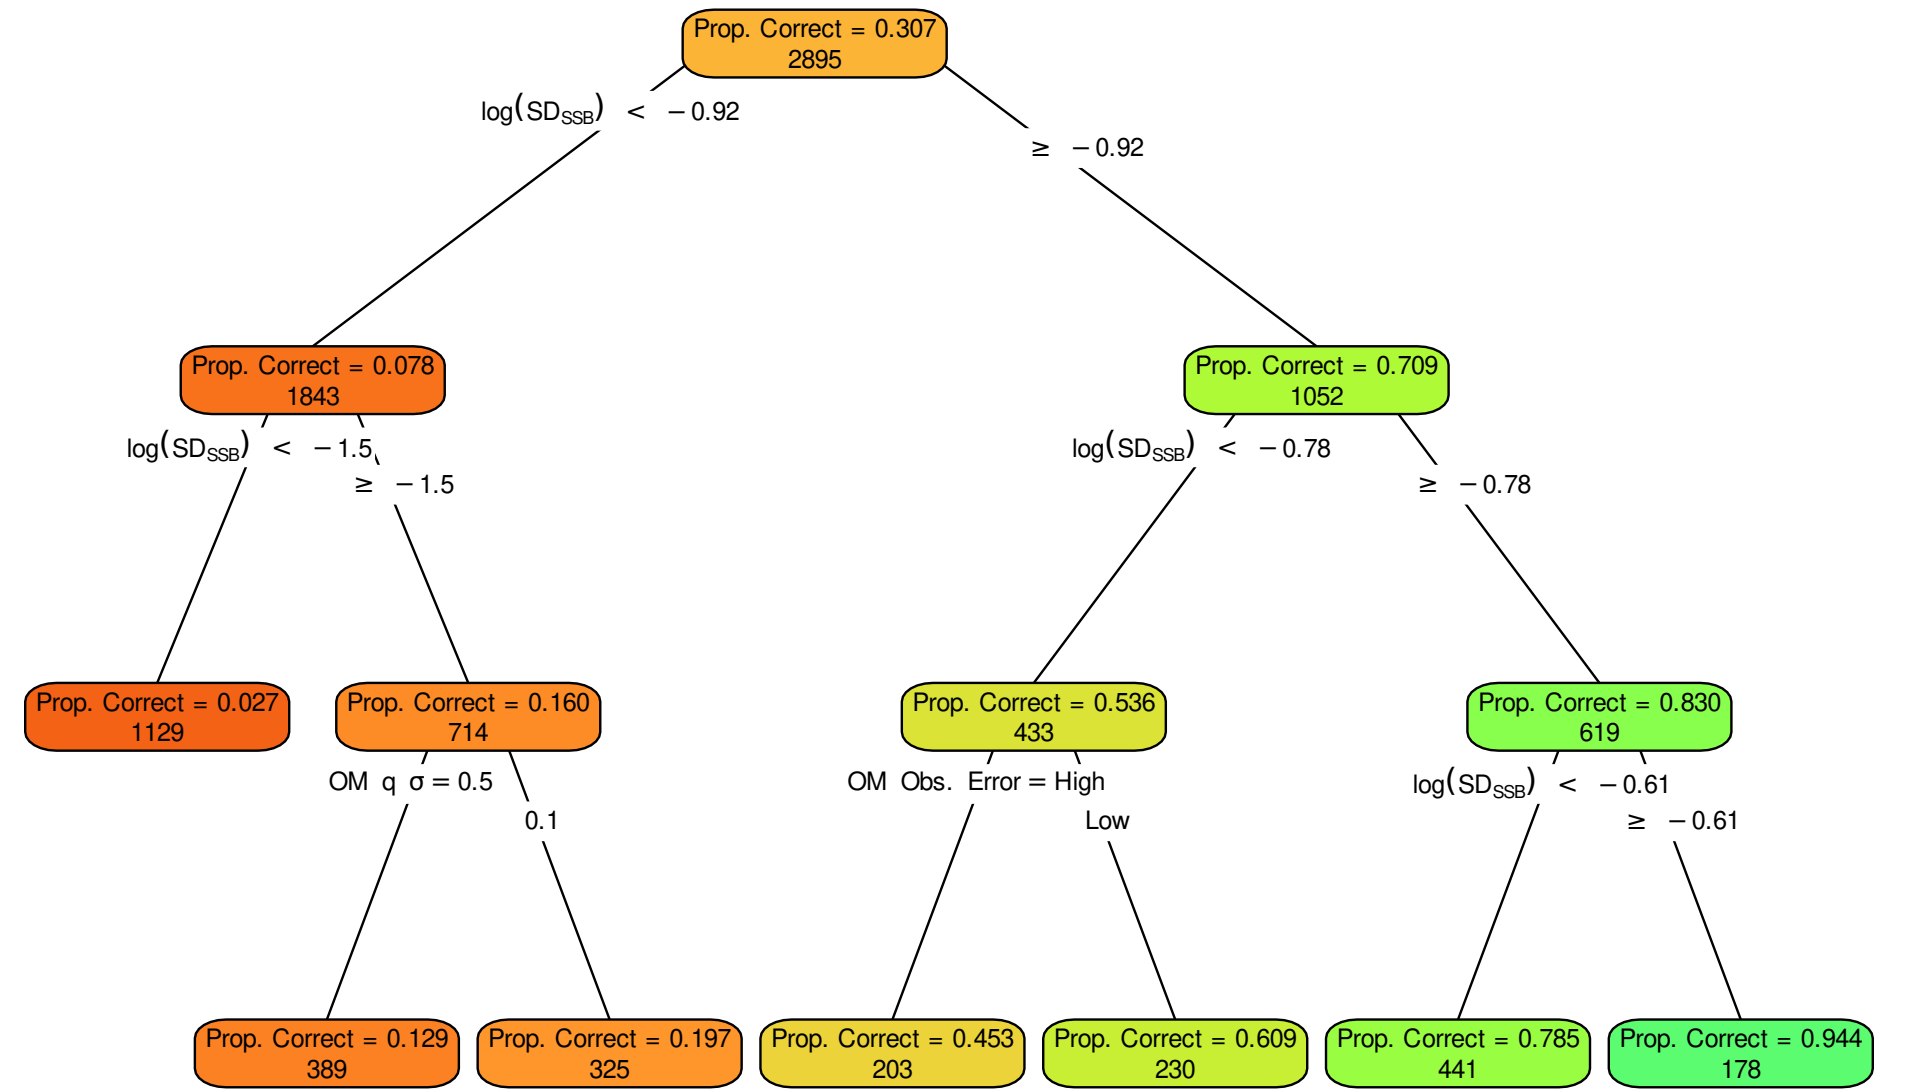 Prop. Correct = 0.307
2895
log(SD_SSB) < −0.92
≥ −0.92
Prop. Correct = 0.078
1843
Prop. Correct = 0.709
1052
log(SD_SSB) < −1.5
≥ −1.5
log(SD_SSB) < −0.78
≥ −0.78
Prop. Correct = 0.027
1129
Prop. Correct = 0.160
714
Prop. Correct = 0.536
433
Prop. Correct = 0.830
619
OM q σ = 0.5
0.1
OM Obs. Error = High
Low
log(SD_SSB) < −0.61
≥ −0.61
Prop. Correct = 0.129
389
Prop. Correct = 0.197
325
Prop. Correct = 0.453
203
Prop. Correct = 0.609
230
Prop. Correct = 0.785
441
Prop. Correct = 0.944
178